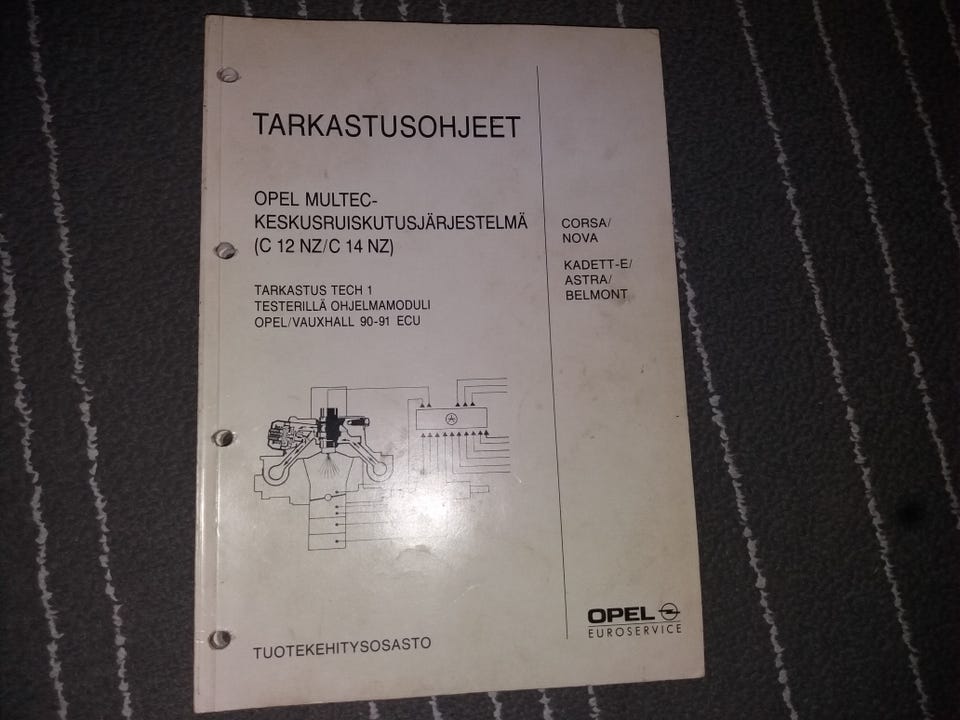 TARKASTUSOHJEET
OPEL MULTEC-
KESKUSRUISKUTUSJÄRJESTELMÄ
(C 12 NZ/C 14 NZ)
TARKASTUS TECH 1
TESTERILLÄ OHJELMAMODULI
OPEL/VAUXHALL 90-91 ECU
CORSA/
NOVA
KADETT-E/
ASTRA/
BELMONT
TUOTEKEHITYSOSASTO
OPEL
EUROSERVICE